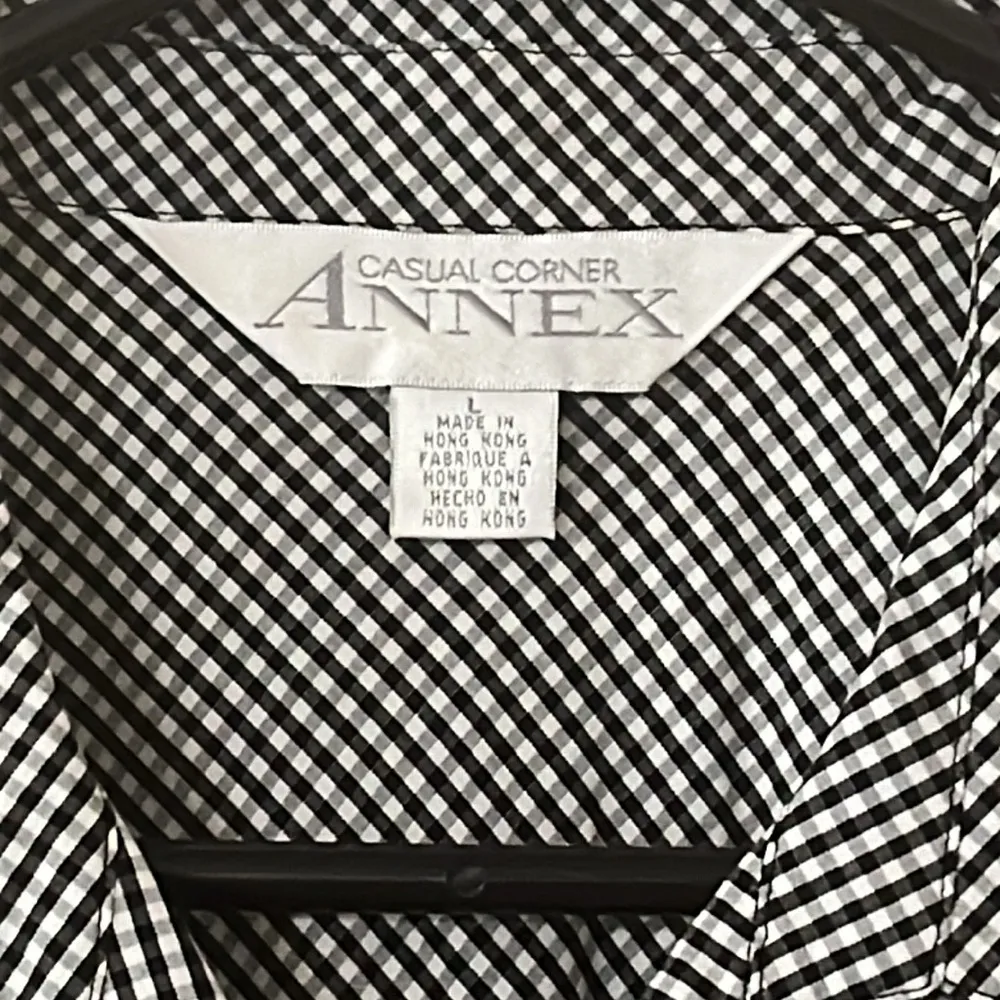 CASUAL CORNER
ANNEX
L
MADE IN
HONG KONG
FABRIQUE A
HONG KONG
HECHO EN
HONG KONG